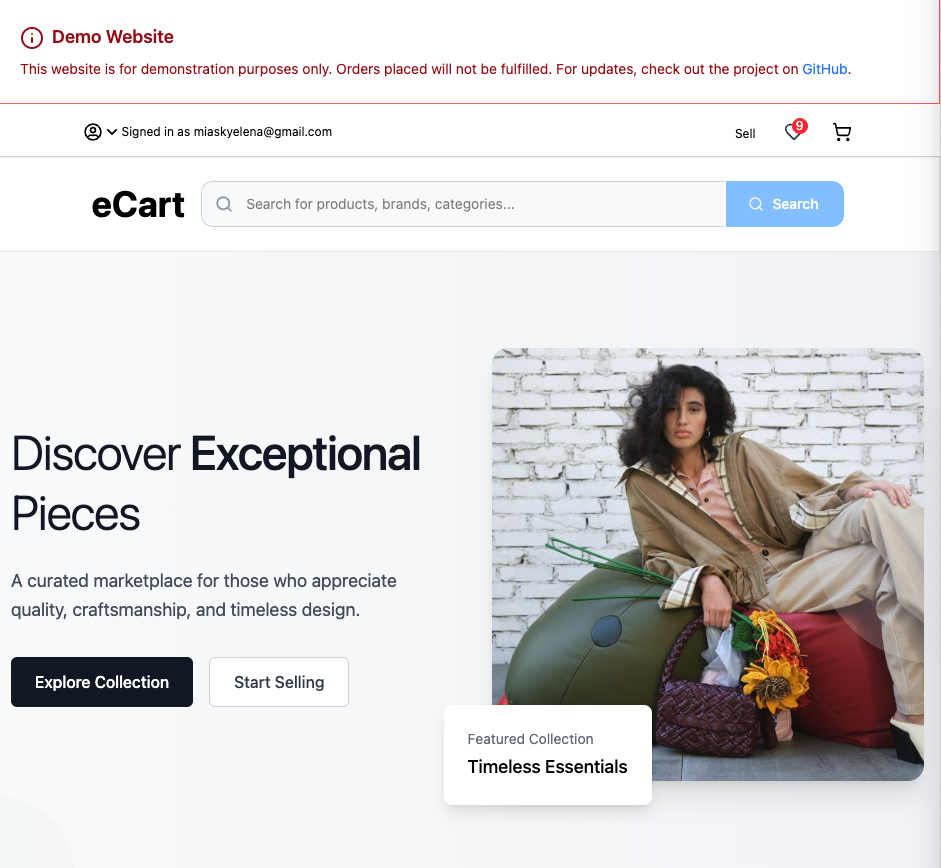 Demo Website
This website is for demonstration purposes only. Orders placed will not be fulfilled. For updates, check out the project on GitHub.
Signed in as miaskyelena@gmail.com
Sell
9
eCart
Search for products, brands, categories...
Search
Discover Exceptional
Pieces
A curated marketplace for those who appreciate
quality, craftsmanship, and timeless design.
Explore Collection
Start Selling
Featured Collection
Timeless Essentials